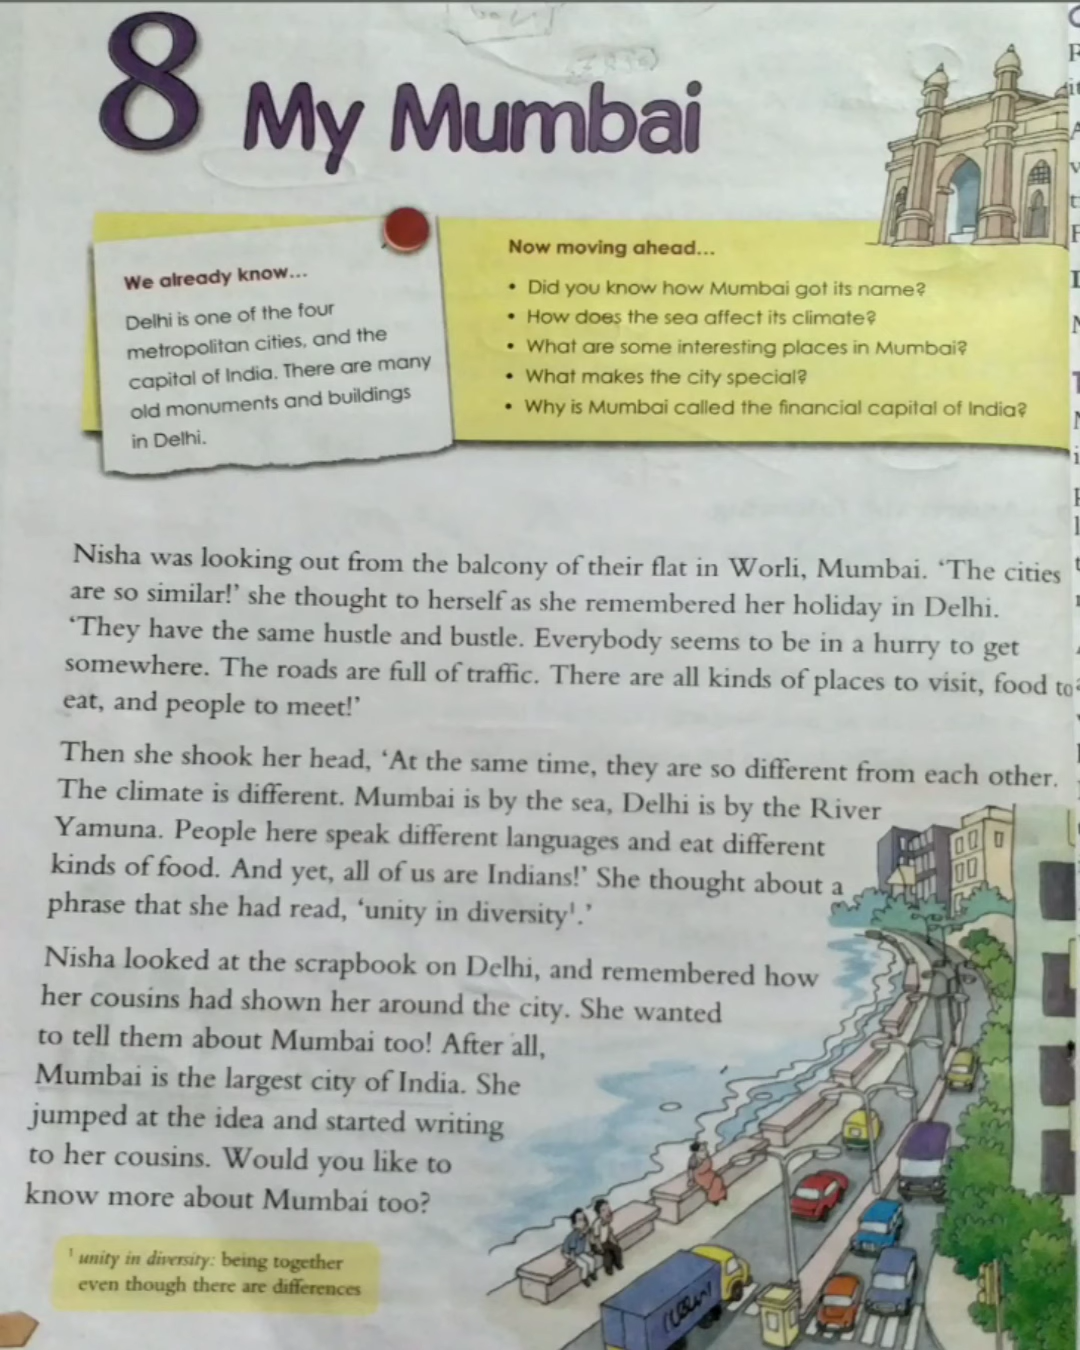 8 My Mumbai
We already know...
Delhi is one of the four
metropolitan cities, and the
capital of India. There are many
old monuments and buildings
in Delhi.
Now moving ahead...
• Did you know how Mumbai got its name?
• How does the sea affect its climate?
• What are some interesting places in Mumbai?
• What makes the city special?
• Why is Mumbai called the financial capital of India?
Nisha was looking out from the balcony of their flat in Worli, Mumbai. ‘The cities
are so similar!’ she thought to herself as she remembered her holiday in Delhi.
‘They have the same hustle and bustle. Everybody seems to be in a hurry to get
somewhere. The roads are full of traffic. There are all kinds of places to visit, food to
eat, and people to meet!’
Then she shook her head, ‘At the same time, they are so different from each other.
The climate is different. Mumbai is by the sea, Delhi is by the River
Yamuna. People here speak different languages and eat different
kinds of food. And yet, all of us are Indians!’ She thought about a
phrase that she had read, ‘unity in diversity¹.’
Nisha looked at the scrapbook on Delhi, and remembered how
her cousins had shown her around the city. She wanted
to tell them about Mumbai too! After all,
Mumbai is the largest city of India. She
jumped at the idea and started writing
to her cousins. Would you like to
know more about Mumbai too?
¹ unity in diversity: being together
even though there are differences